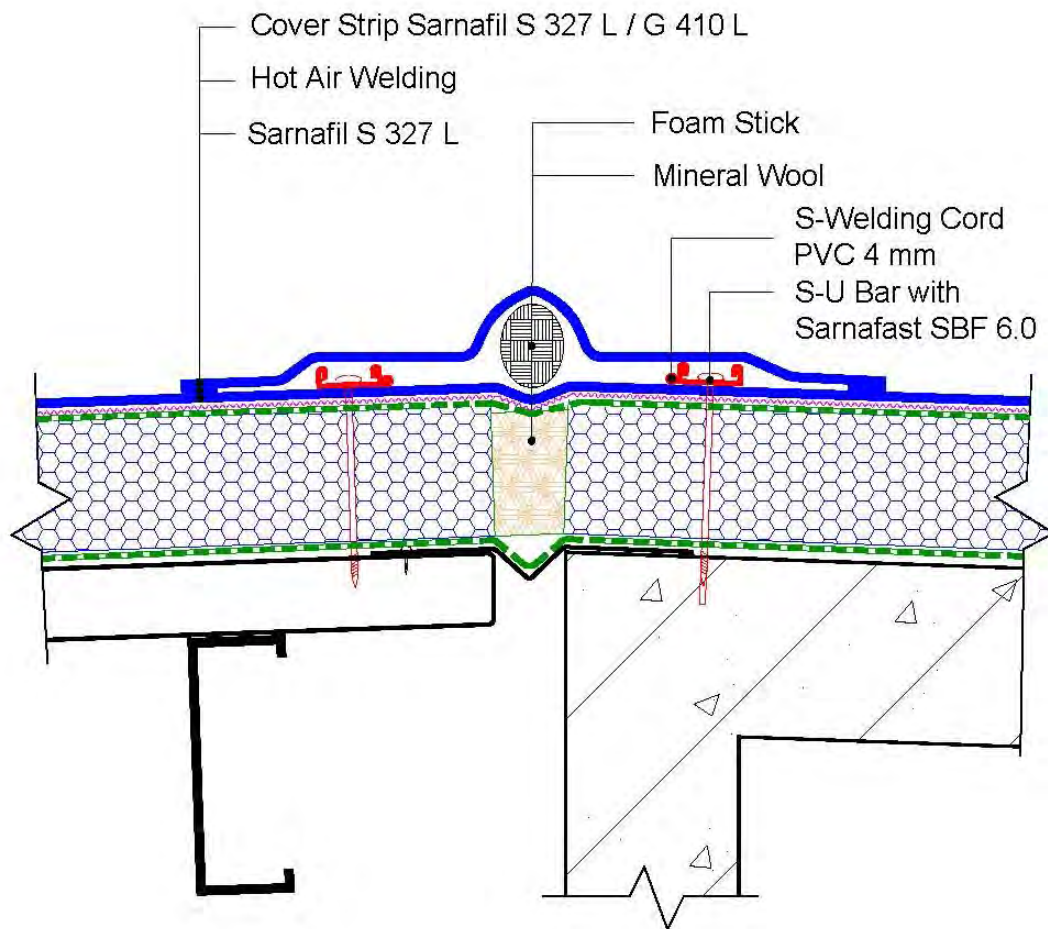 Cover Strip Sarnafil S 327 L / G 410 L
Hot Air Welding
Sarnafil S 327 L
Foam Stick
Mineral Wool
S-Welding Cord
PVC 4 mm
S-U Bar with
Sarnafast SBF 6.0